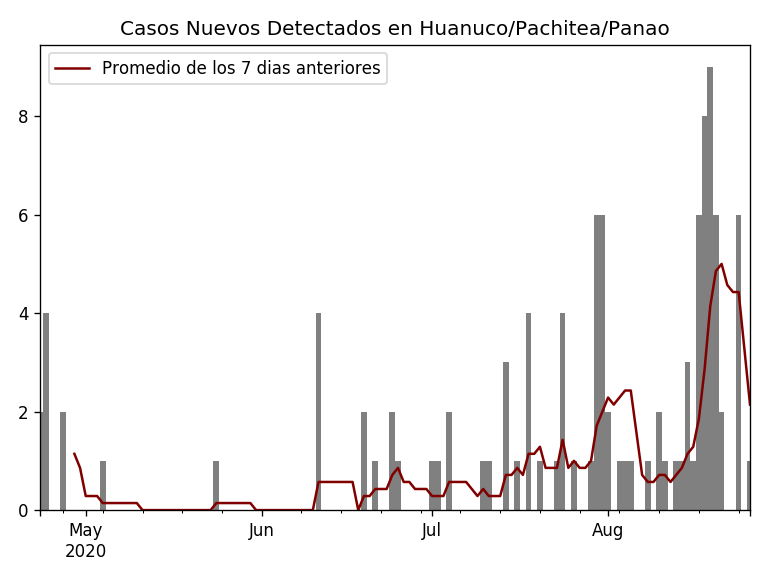 Casos Nuevos Detectados en Huanuco/Pachitea/Panao
Promedio de los 7 dias anteriores
8
6
4
2
0
May Jun Jul Aug
2020